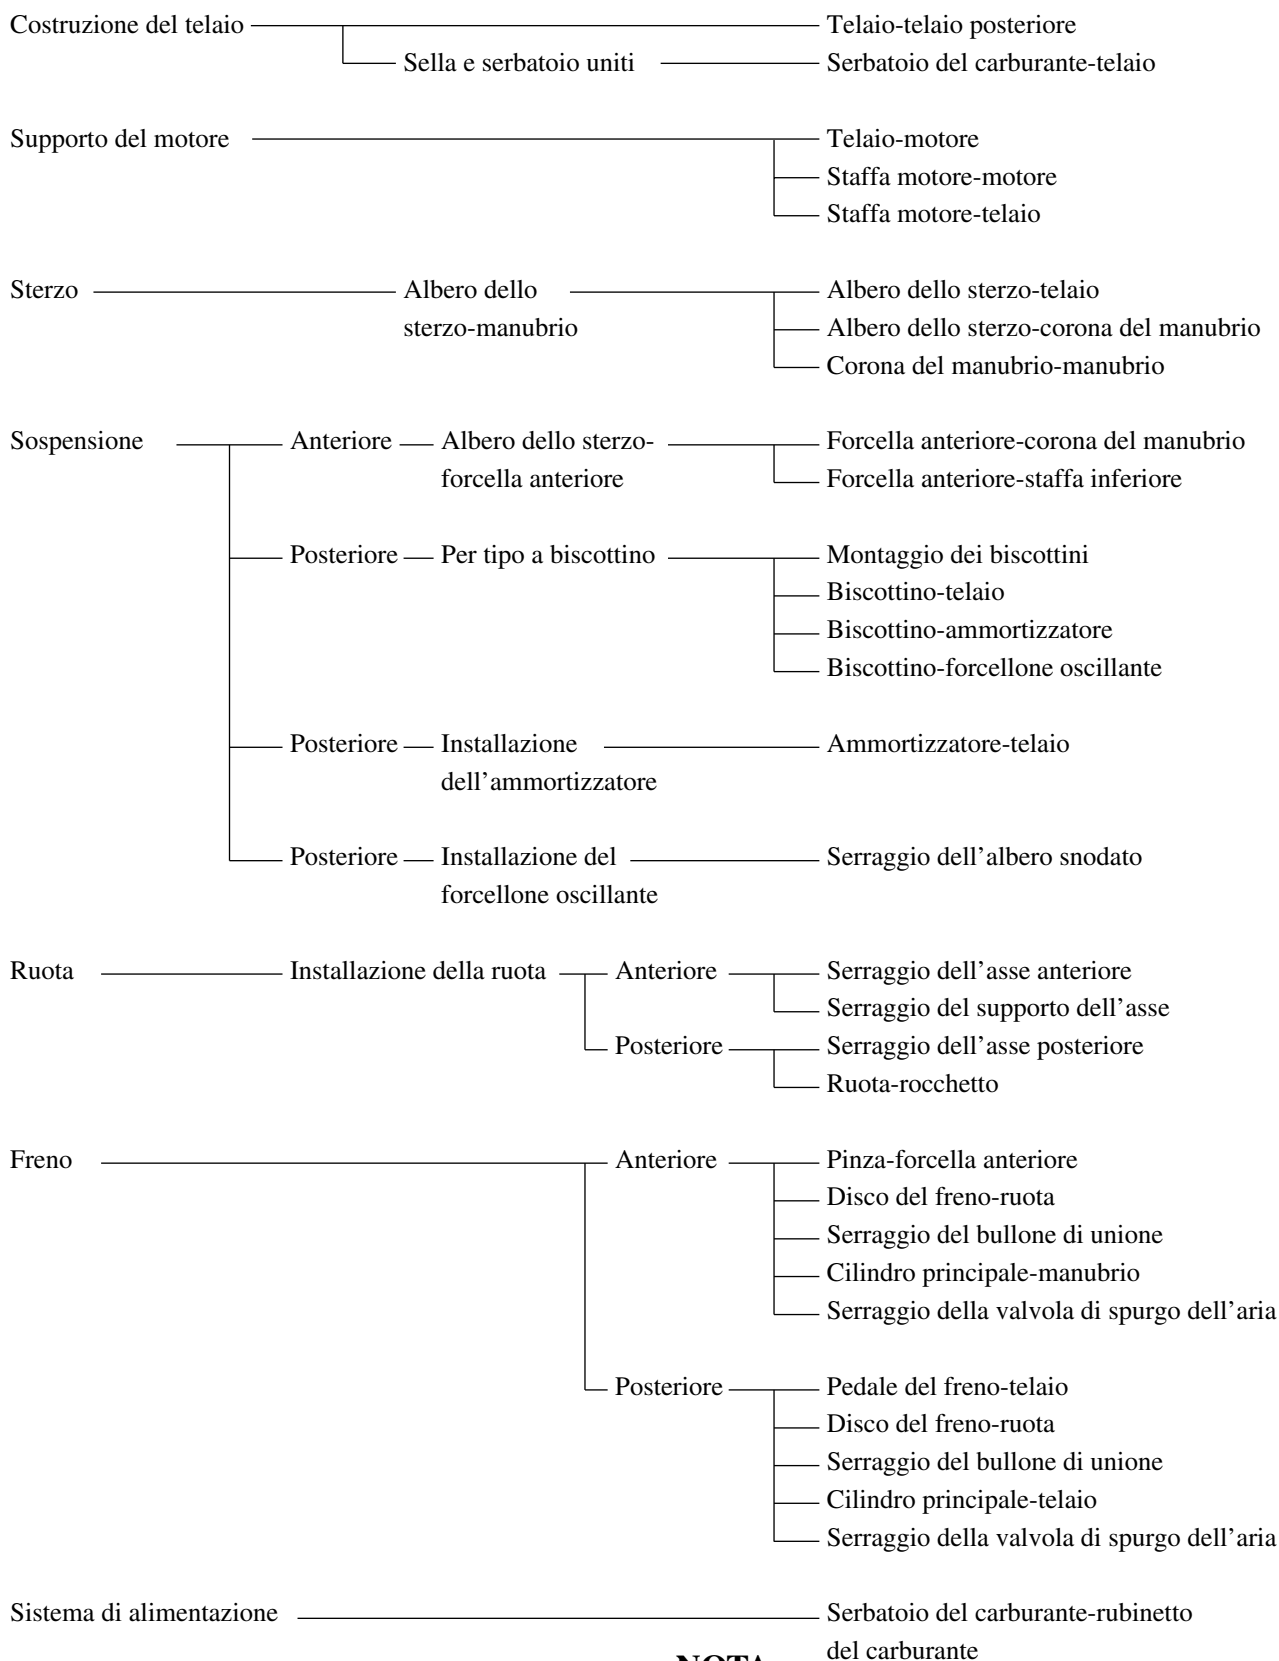 Costruzione del telaio Telaio-telaio posteriore
Sella e serbatoio uniti Serbatoio del carburante-telaio
Supporto del motore Telaio-motore
Staffa motore-motore
Staffa motore-telaio
Sterzo Albero dello Albero dello sterzo-telaio
sterzo-manubrio Albero dello sterzo-corona del manubrio
Corona del manubrio-manubrio
Sospensione Anteriore Albero dello sterzo- Forcella anteriore-corona del manubrio
forcella anteriore Forcella anteriore-staffa inferiore
Posteriore Per tipo a biscottino Montaggio dei biscottini
Biscottino-telaio
Biscottino-ammortizzatore
Biscottino-forcellone oscillante
Posteriore Installazione Ammortizzatore-telaio
dell’ammortizzatore
Posteriore Installazione del Serraggio dell’albero snodato
forcellone oscillante
Ruota Installazione della ruota Anteriore Serraggio dell’asse anteriore
Serraggio del supporto dell’asse
Posteriore Serraggio dell’asse posteriore
Ruota-rocchetto
Freno Anteriore Pinza-forcella anteriore
Disco del freno-ruota
Serraggio del bullone di unione
Cilindro principale-manubrio
Serraggio della valvola di spurgo dell’aria
Posteriore Pedale del freno-telaio
Disco del freno-ruota
Serraggio del bullone di unione
Cilindro principale-telaio
Serraggio della valvola di spurgo dell’aria
Sistema di alimentazione Serbatoio del carburante-rubinetto
del carburante
NOTA